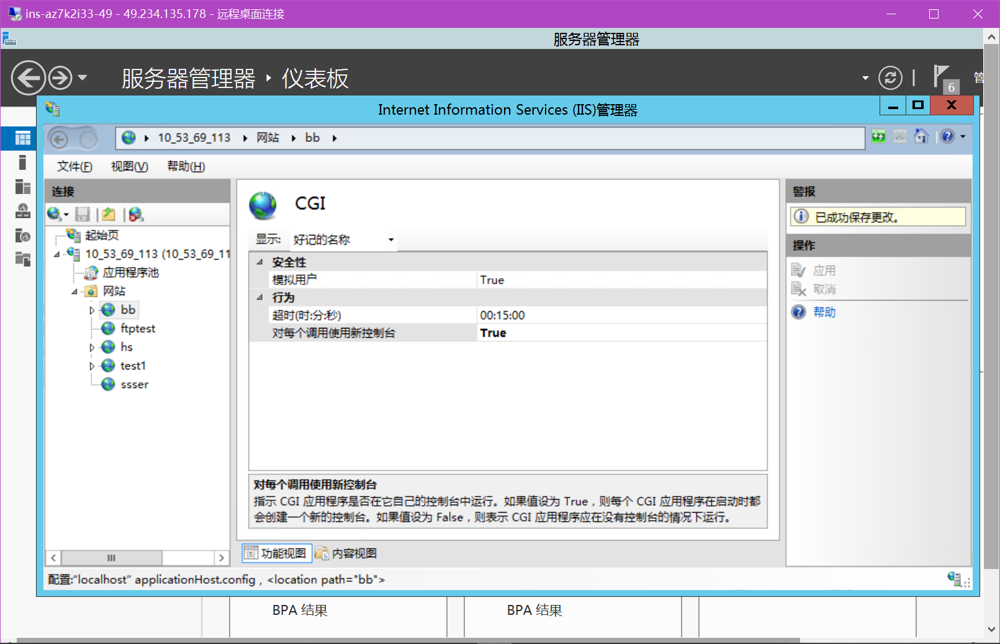 ins-az7k2i33-49 - 49.234.135.178 - 远程桌面连接
服务器管理器
服务器管理器 仪表板
6
管
Internet Information Services (IIS)管理器
10_53_69_113 网站 bb
文件(F) 视图(V) 帮助(H)
连接
起始页
10_53_69_113 (10_53_69_11
应用程序池
网站
bb
ftptest
hs
test1
ssser
CGI
显示: 好记的名称
安全性
模拟用户 True
行为
超时(时:分:秒) 00:15:00
对每个调用使用新控制台 True
对每个调用使用新控制台
指示 CGI 应用程序是否在它自己的控制台中运行。如果值设为 True，则每个 CGI 应用程序在启动时都
会创建一个新的控制台。如果值设为 False，则表示 CGI 应用程序应在没有控制台的情况下运行。
功能视图 内容视图
警报
已成功保存更改。
操作
应用
取消
帮助
配置:"localhost" applicationHost.config，<location path="bb">
BPA 结果
BPA 结果